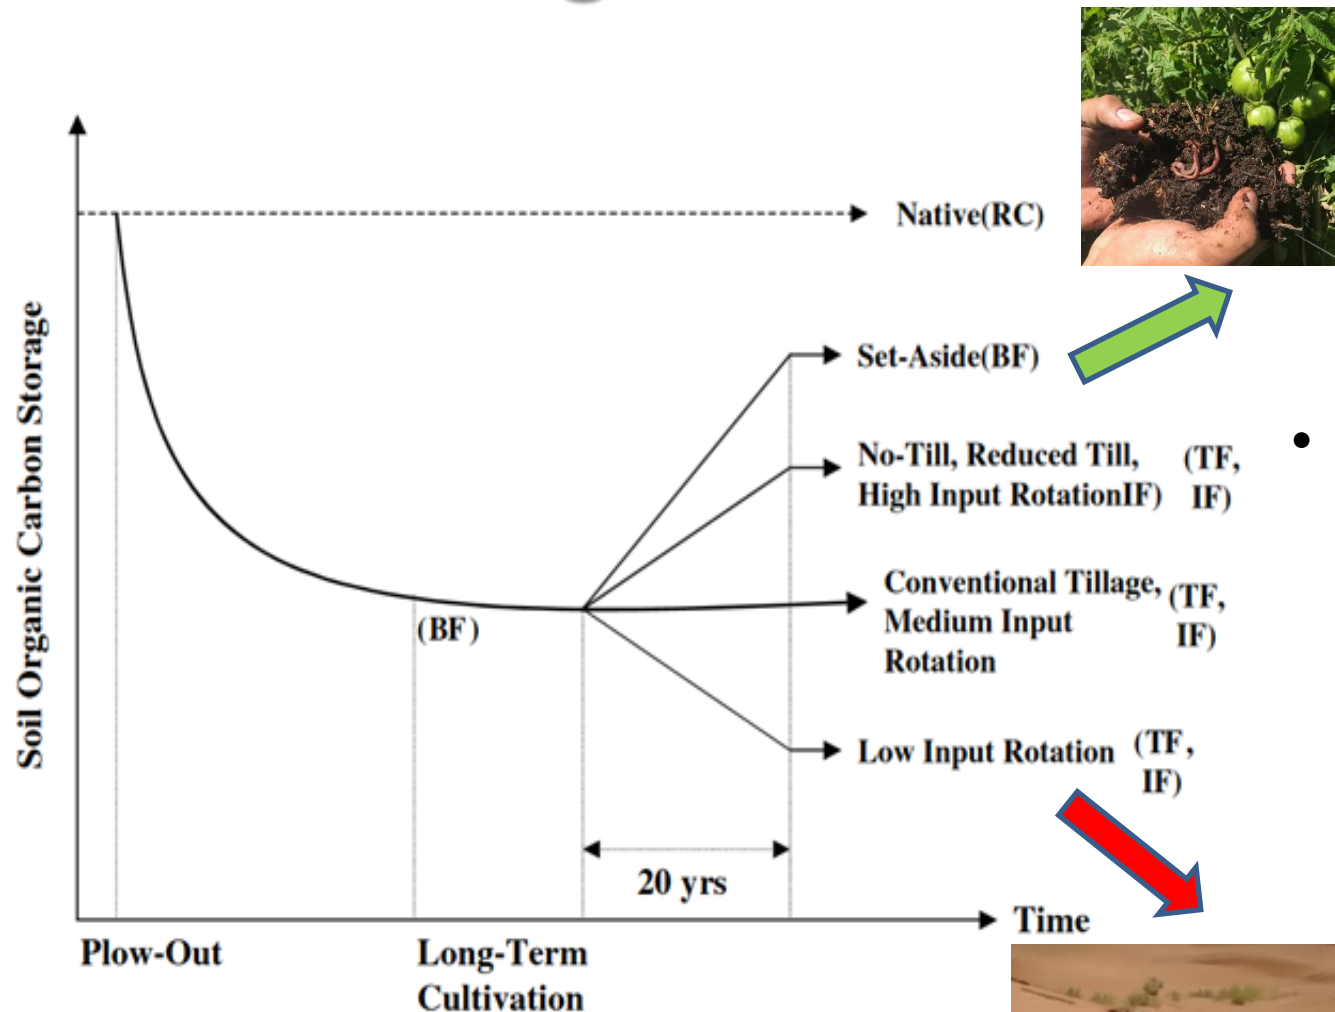 Soil Organic Carbon Storage
Native(RC)
Set-Aside(BF)
No-Till, Reduced Till, (TF,
High Input RotationIF) IF)
Conventional Tillage, (TF,
Medium Input IF)
Rotation
(BF)
Low Input Rotation (TF,
IF)
20 yrs
Time
Plow-Out
Long-Term
Cultivation